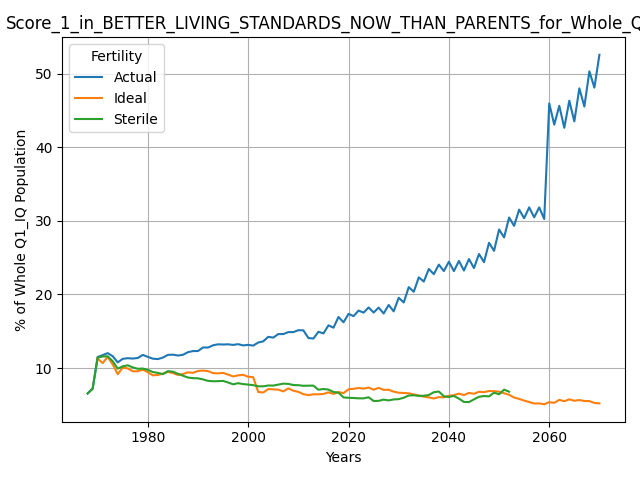 Score_1_in_BETTER_LIVING_STANDARDS_NOW_THAN_PARENTS_for_Whole_Q
Fertility
Actual
Ideal
Sterile
% of Whole Q1_IQ Population
50
40
30
20
10
1980 2000 2020 2040 2060
Years